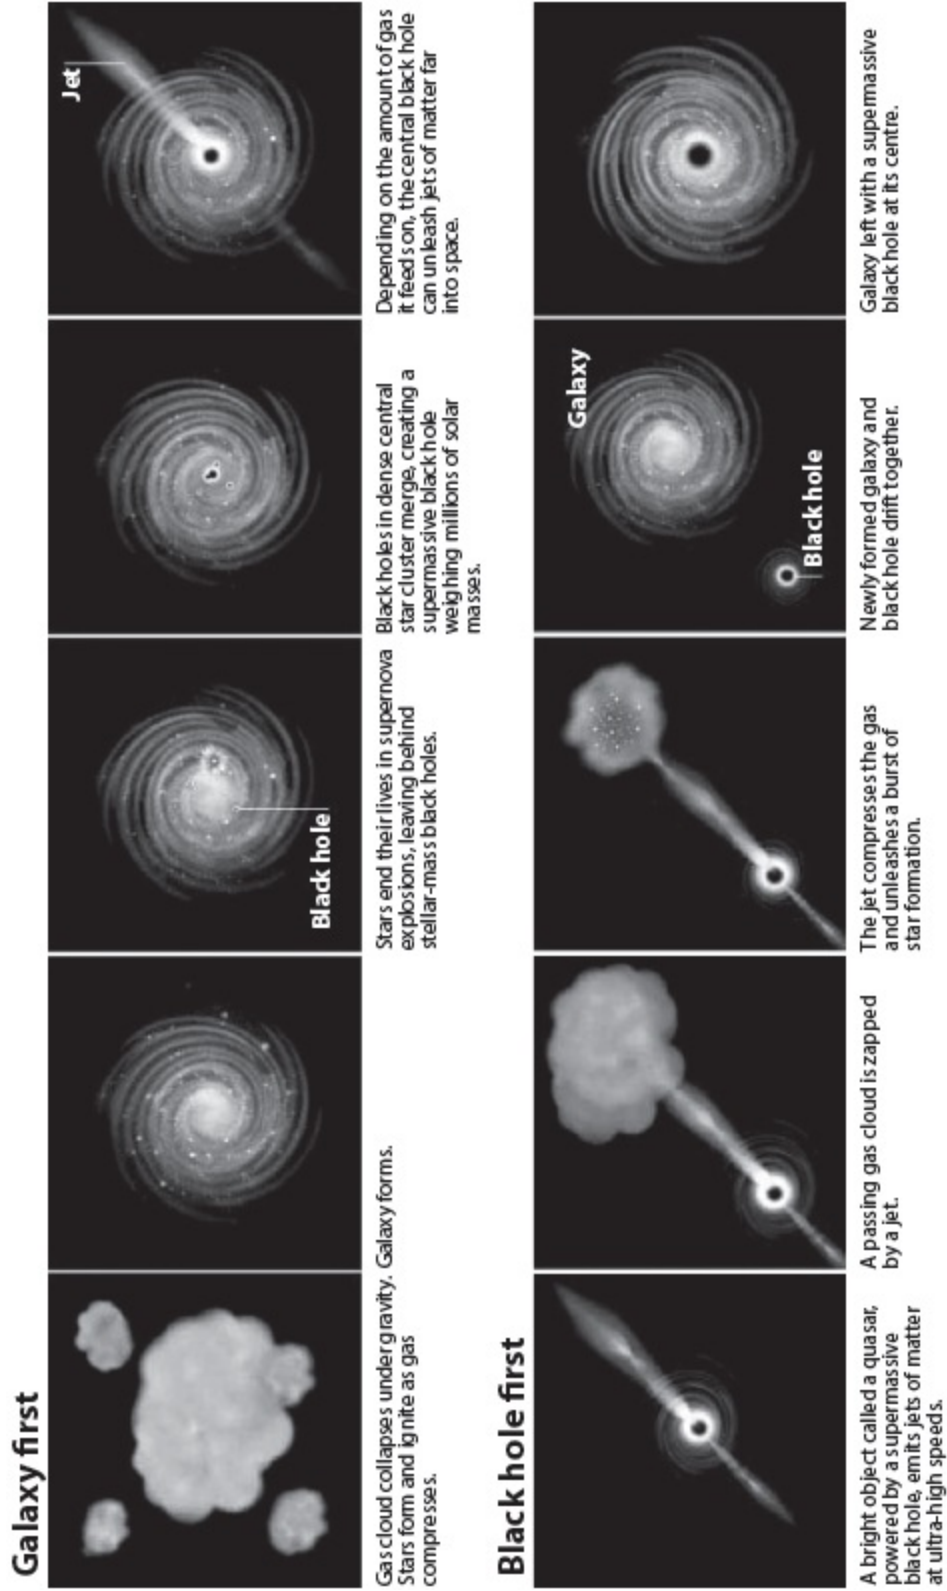 Galaxy first
Gas cloud collapses under gravity.
Stars form and ignite as gas
compresses.
Galaxy forms.
Black hole
Stars end their lives in supernova
explosions, leaving behind
stellar-mass black holes.
Black holes in dense central
star cluster merge, creating a
supermassive black hole
weighing millions of solar
masses.
Jet
Depending on the amount of gas
it feeds on, the central black hole
can unleash jets of matter far
into space.
Black hole first
A bright object called a quasar,
powered by a supermassive
black hole, emits jets of matter
at ultra-high speeds.
A passing gas cloud is zapped
by a jet.
The jet compresses the gas
and unleashes a burst of
star formation.
Galaxy
Black hole
Newly formed galaxy and
black hole drift together.
Galaxy left with a supermassive
black hole at its centre.